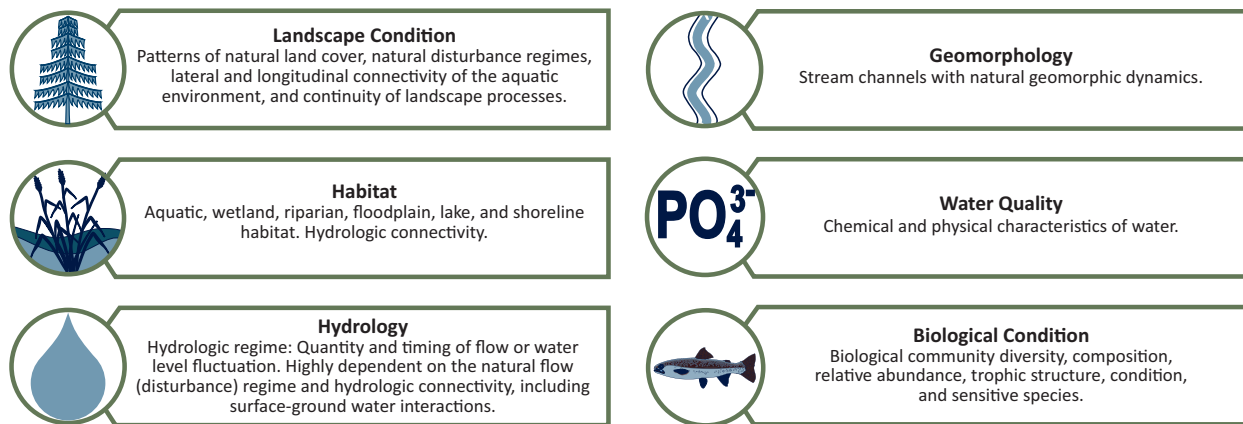 Landscape Condition
Patterns of natural land cover, natural disturbance regimes,
lateral and longitudinal connectivity of the aquatic
environment, and continuity of landscape processes.
Geomorphology
Stream channels with natural geomorphic dynamics.
Habitat
Aquatic, wetland, riparian, floodplain, lake, and shoreline
habitat. Hydrologic connectivity.
PO₄³⁻
Water Quality
Chemical and physical characteristics of water.
Hydrology
Hydrologic regime: Quantity and timing of flow or water
level fluctuation. Highly dependent on the natural flow
(disturbance) regime and hydrologic connectivity, including
surface-ground water interactions.
Biological Condition
Biological community diversity, composition,
relative abundance, trophic structure, condition,
and sensitive species.